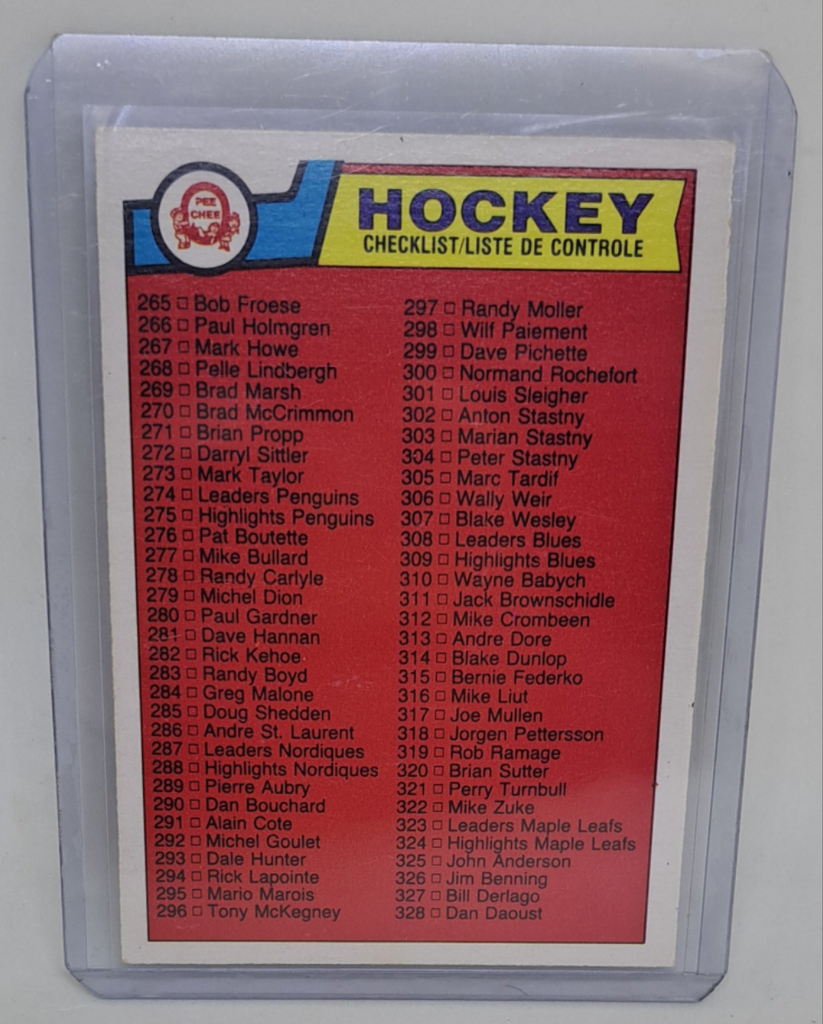 PEE
CHEE
HOCKEY
CHECKLIST/LISTE DE CONTROLE
265 □ Bob Froese
266 □ Paul Holmgren
267 □ Mark Howe
268 □ Pelle Lindbergh
269 □ Brad Marsh
270 □ Brad McCrimmon
271 □ Brian Propp
272 □ Darryl Sittler
273 □ Mark Taylor
274 □ Leaders Penguins
275 □ Highlights Penguins
276 □ Pat Boutette
277 □ Mike Bullard
278 □ Randy Carlyle
279 □ Michel Dion
280 □ Paul Gardner
281 □ Dave Hannan
282 □ Rick Kehoe
283 □ Randy Boyd
284 □ Greg Malone
285 □ Doug Shedden
286 □ Andre St. Laurent
287 □ Leaders Nordiques
288 □ Highlights Nordiques
289 □ Pierre Aubry
290 □ Dan Bouchard
291 □ Alain Cote
292 □ Michel Goulet
293 □ Dale Hunter
294 □ Rick Lapointe
295 □ Mario Marois
296 □ Tony McKegney
297 □ Randy Moller
298 □ Wilf Paiement
299 □ Dave Pichette
300 □ Normand Rochefort
301 □ Louis Sleigher
302 □ Anton Stastny
303 □ Marian Stastny
304 □ Peter Stastny
305 □ Marc Tardif
306 □ Wally Weir
307 □ Blake Wesley
308 □ Leaders Blues
309 □ Highlights Blues
310 □ Wayne Babych
311 □ Jack Brownschidle
312 □ Mike Crombeen
313 □ Andre Dore
314 □ Blake Dunlop
315 □ Bernie Federko
316 □ Mike Liut
317 □ Joe Mullen
318 □ Jorgen Pettersson
319 □ Rob Ramage
320 □ Brian Sutter
321 □ Perry Turnbull
322 □ Mike Zuke
323 □ Leaders Maple Leafs
324 □ Highlights Maple Leafs
325 □ John Anderson
326 □ Jim Benning
327 □ Bill Derlago
328 □ Dan Daoust